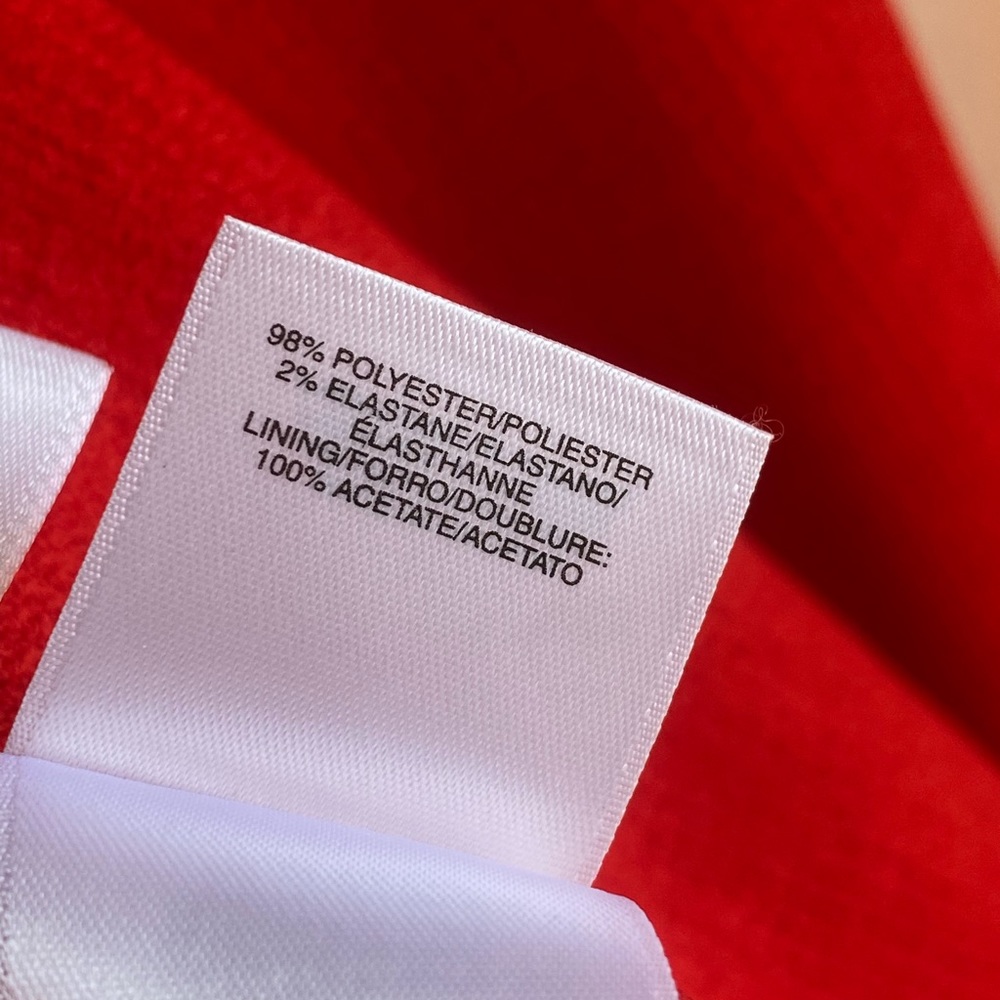 98% POLYESTER/POLIESTER
2% ELASTANE/ELASTANO/
ÉLASTHANNE
LINING/FORRO/DOUBLURE:
100% ACETATE/ACETATO